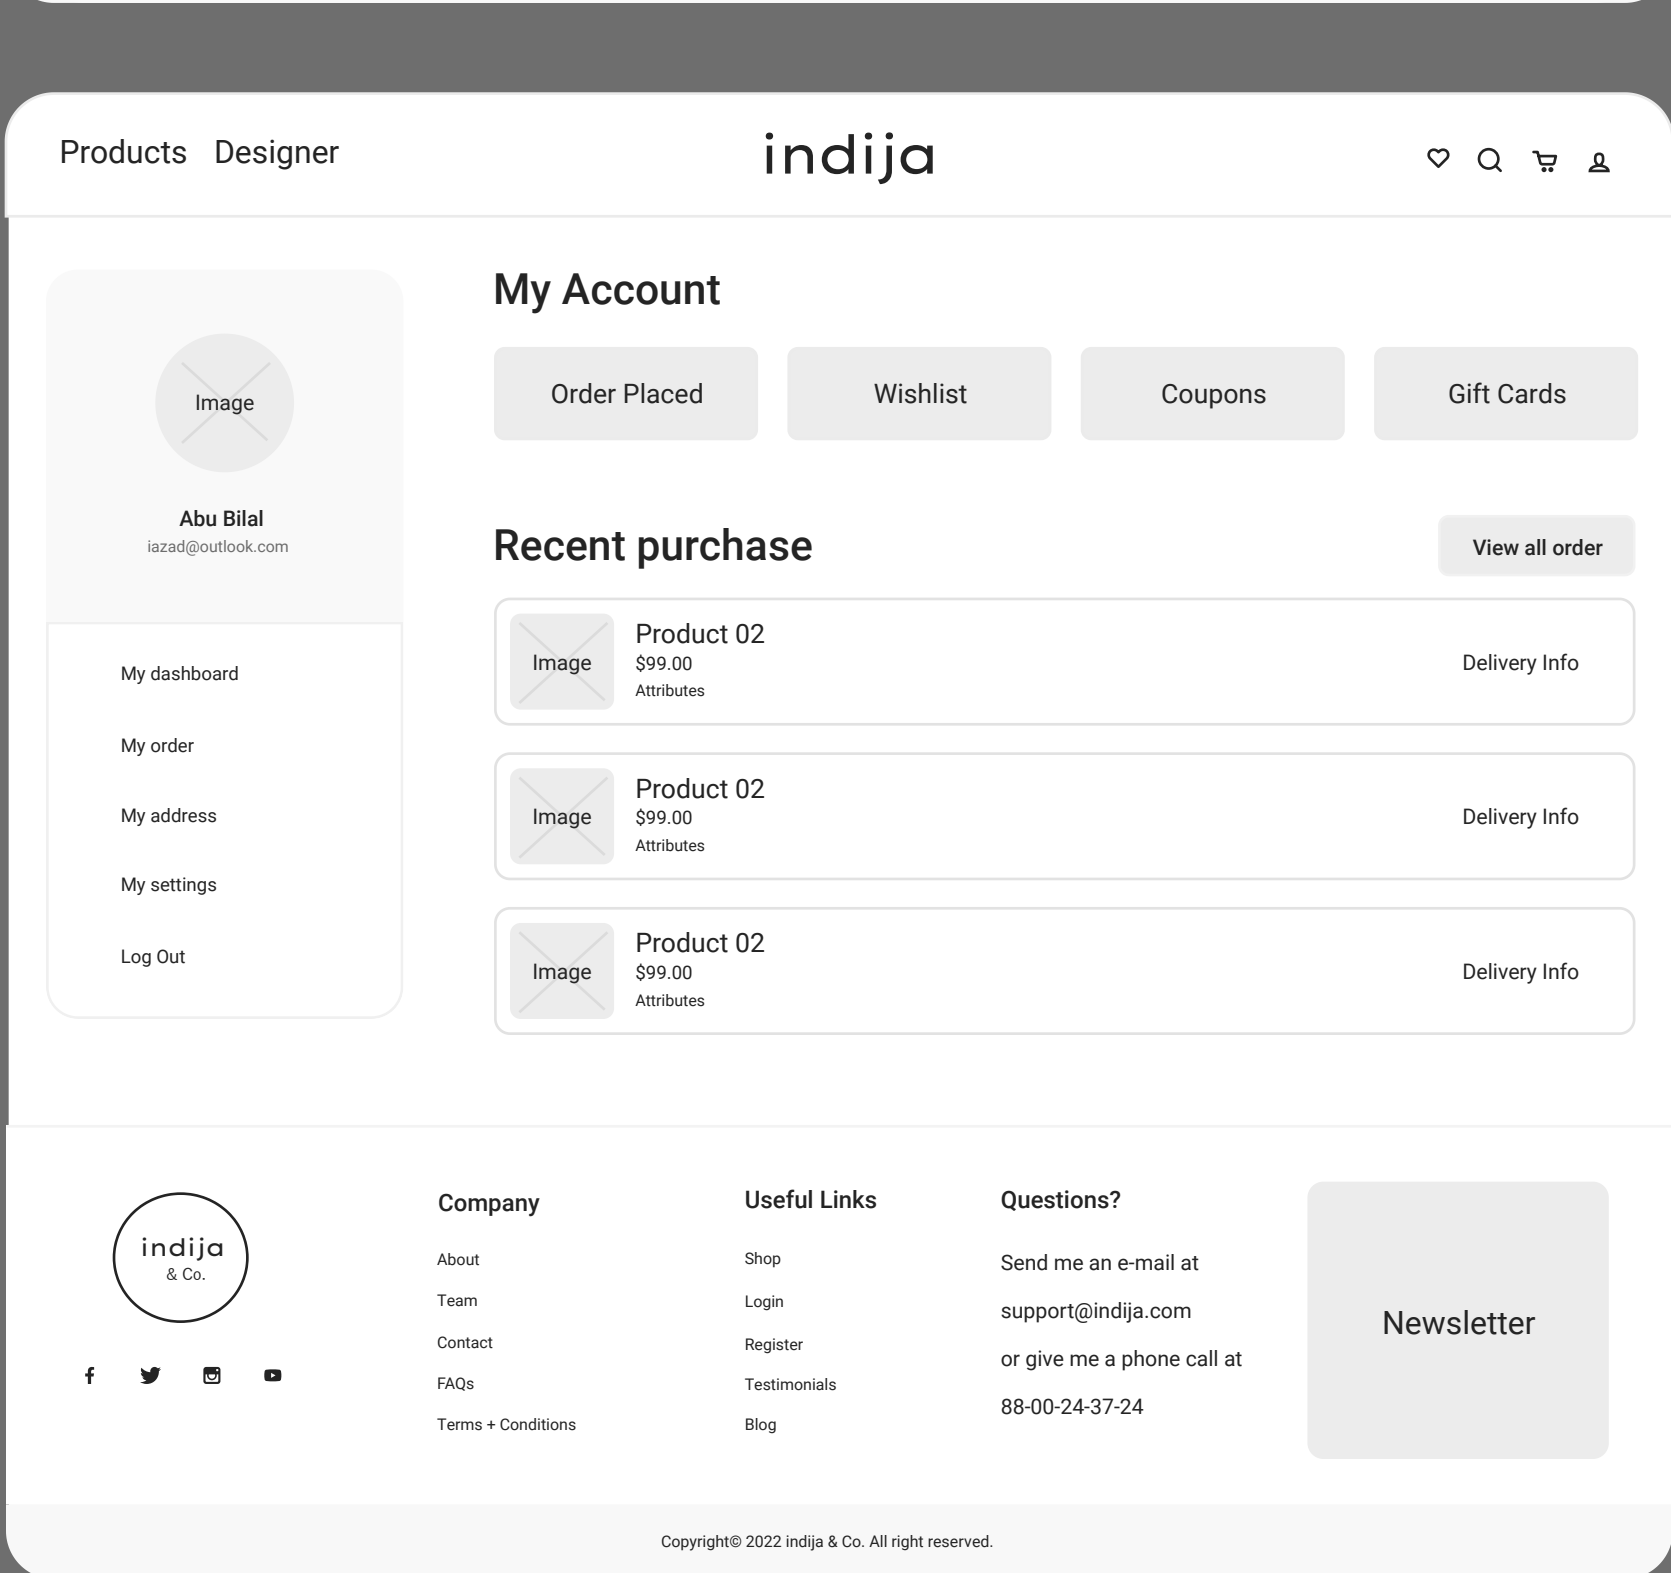 Products Designer
indija
Image
Abu Bilal
iazad@outlook.com
My dashboard
My order
My address
My settings
Log Out
My Account
Order Placed
Wishlist
Coupons
Gift Cards
Recent purchase
View all order
Image
Product 02
$99.00
Attributes
Delivery Info
Image
Product 02
$99.00
Attributes
Delivery Info
Image
Product 02
$99.00
Attributes
Delivery Info
indija
& Co.
Company
About
Team
Contact
FAQs
Terms + Conditions
Useful Links
Shop
Login
Register
Testimonials
Blog
Questions?
Send me an e-mail at
support@indija.com
or give me a phone call at
88-00-24-37-24
Newsletter
Copyright© 2022 indija & Co. All right reserved.